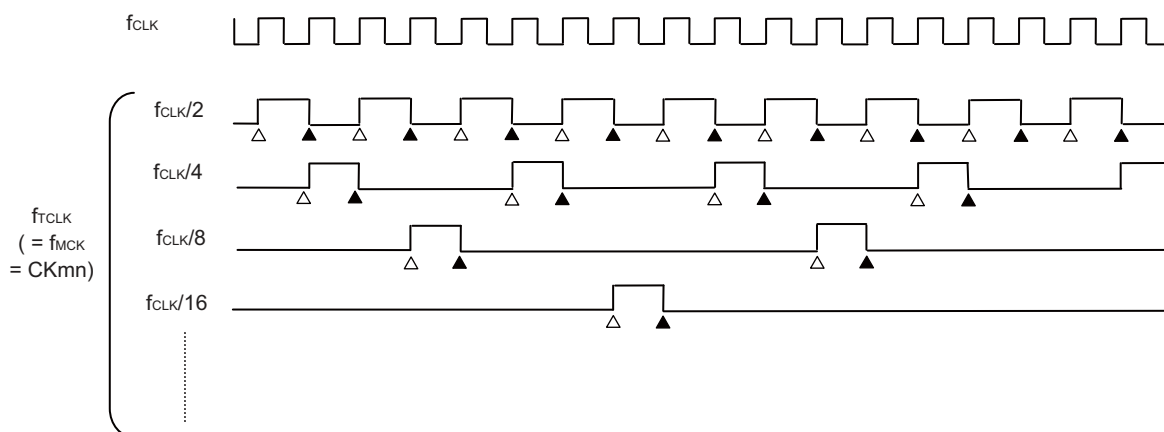 fCLK
fCLK/2
fCLK/4
fTCLK
( = fMCK
= CKmn)
fCLK/8
fCLK/16